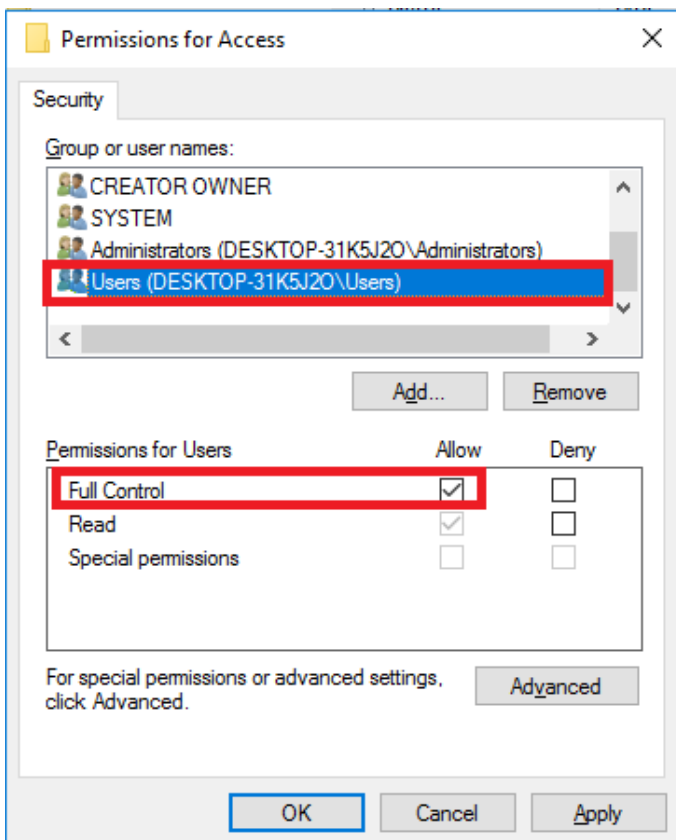 Permissions for Access
Security
Group or user names:
CREATOR OWNER
SYSTEM
Administrators (DESKTOP-31K5J2O\Administrators)
Users (DESKTOP-31K5J2O\Users)
Add...
Remove
Permissions for Users
Allow
Deny
Full Control
Read
Special permissions
For special permissions or advanced settings,
click Advanced.
Advanced
OK
Cancel
Apply